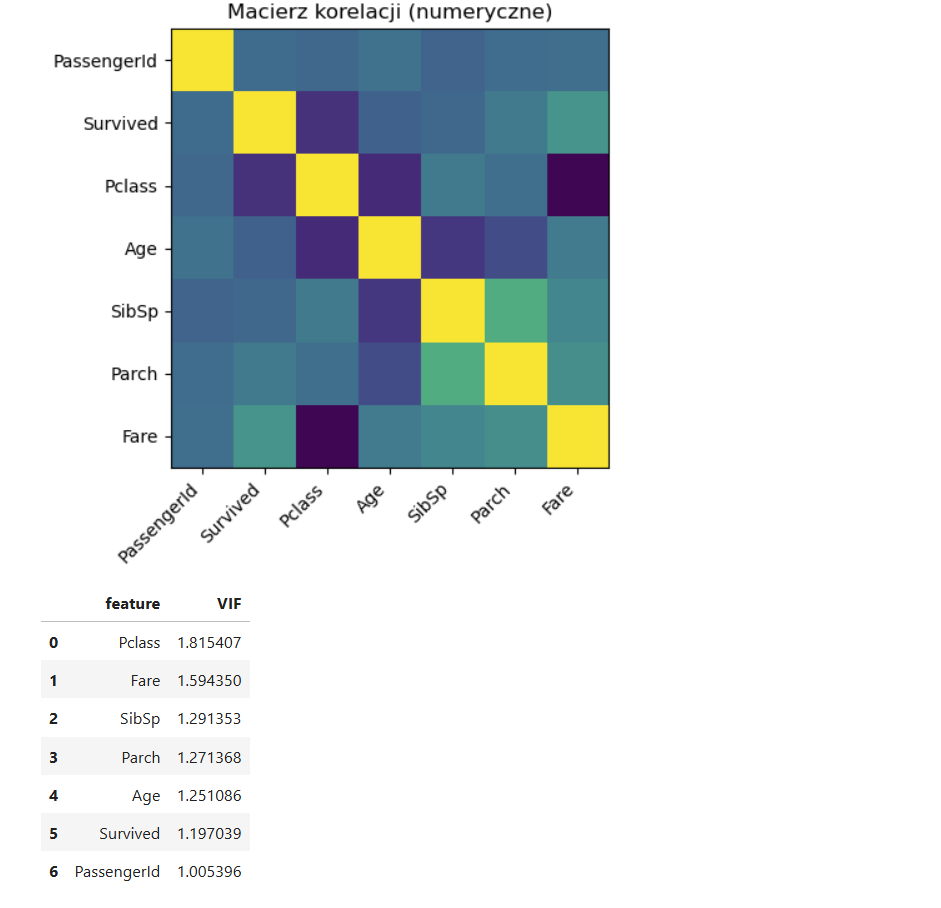 Macierz korelacji (numeryczne)
PassengerId
Survived
Pclass
Age
SibSp
Parch
Fare
PassengerId Survived Pclass Age SibSp Parch Fare
feature VIF
0 Pclass 1.815407
1 Fare 1.594350
2 SibSp 1.291353
3 Parch 1.271368
4 Age 1.251086
5 Survived 1.197039
6 PassengerId 1.005396